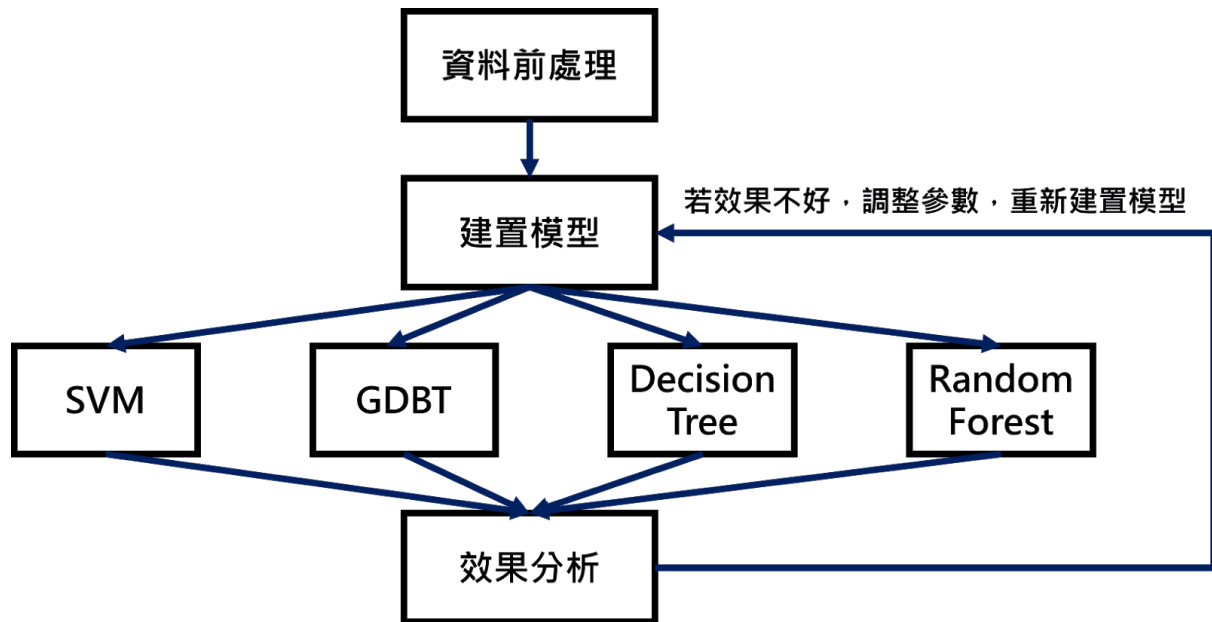 資料前處理
建置模型
若效果不好，調整參數，重新建置模型
SVM
GDBT
Decision
Tree
Random
Forest
效果分析